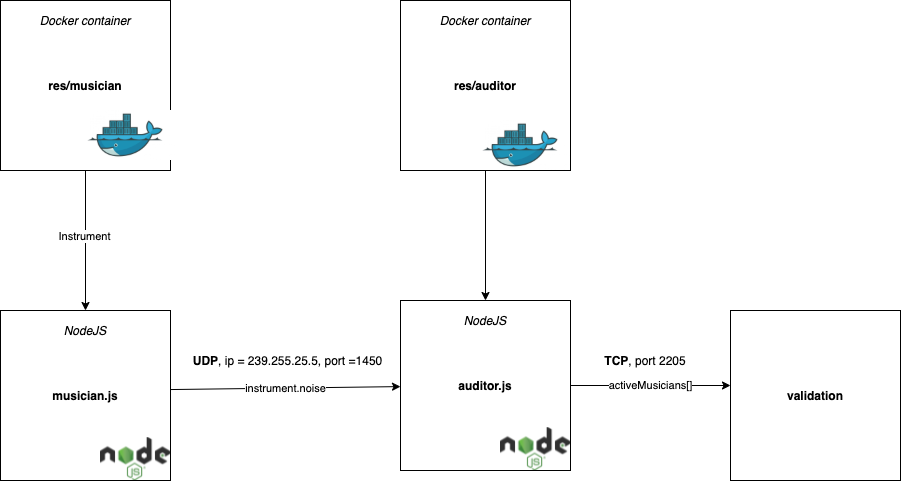 Docker container
Docker container
res/musician
res/auditor
Instrument
NodeJS
NodeJS
UDP, ip = 239.255.25.5, port =1450
TCP, port 2205
instrument.noise
activeMusicians[]
musician.js
auditor.js
validation
node
JS
node
JS